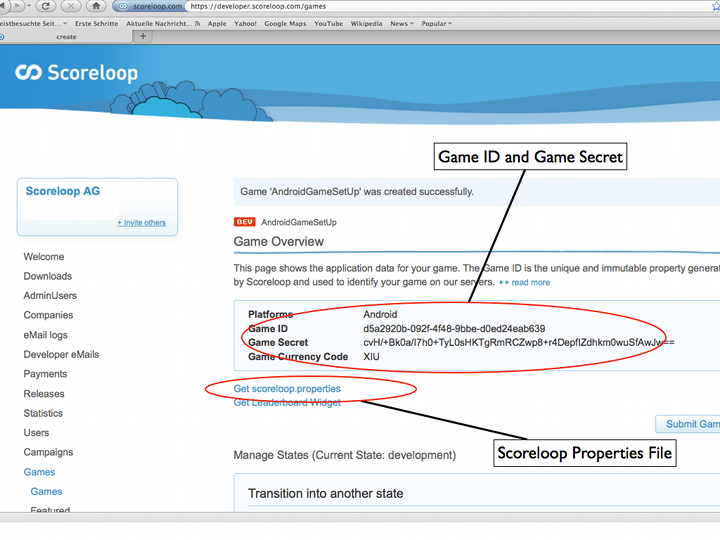 scoreloop.com https://developer.scoreloop.com/games
eistbesuchte Seit... Erste Schritte Aktuelle Nachricht... Apple Yahoo! Google Maps YouTube Wikipedia News Popular
create
Scoreloop
Game ID and Game Secret
Scoreloop AG
+ Invite others
Game 'AndroidGameSetUp' was created successfully.
DEV AndroidGameSetUp
Game Overview
This page shows the application data for your game. The Game ID is the unique and immutable property generat
by Scoreloop and used to identify your game on our servers. read more
Platforms Android
Game ID d5a2920b-092f-4f48-9bbe-d0ed24eab639
Game Secret cvH/+Bk0a/l7h0+TyL0sHKTgRmRCZwp8+r4DepflZdhkm0wuSfAwJw==
Game Currency Code XIU
Get scoreloop.properties
Get Leaderboard Widget
Submit Gam
Scoreloop Properties File
Manage States (Current State: development)
Transition into another state
Welcome
Downloads
AdminUsers
Companies
eMail logs
Developer eMails
Payments
Releases
Statistics
Users
Campaigns
Games
Games
Featured